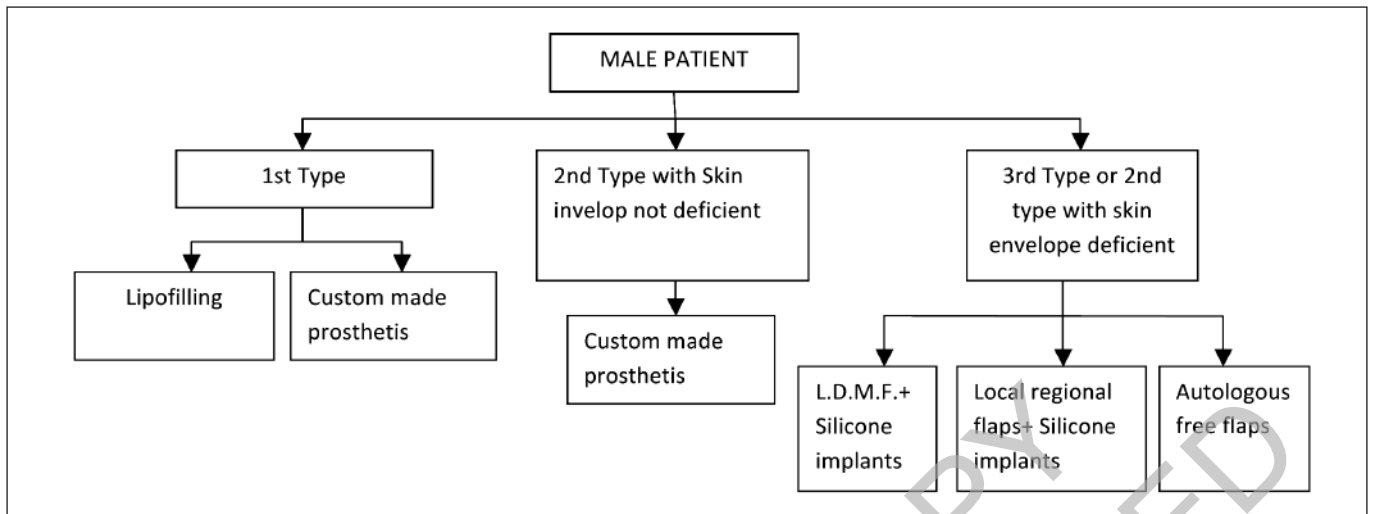 MALE PATIENT
1st Type
2nd Type with Skin
invelop not deficient
3rd Type or 2nd
type with skin
envelope deficient
Lipofilling
Custom made
prosthetis
Custom made
prosthetis
L.D.M.F.+
Silicone
implants
Local regional
flaps+ Silicone
implants
Autologous
free flaps